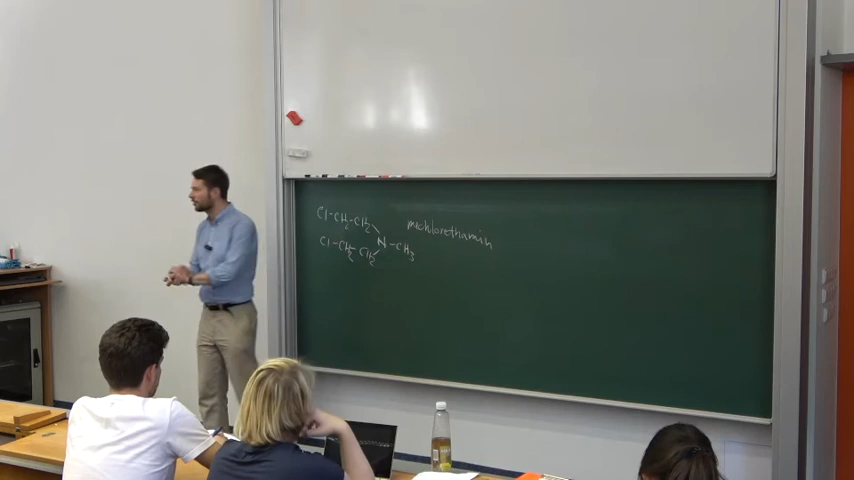 Cl-CH₂-CH₂
mechlorethamin
N-CH₃
Cl-CH₂-CH₂